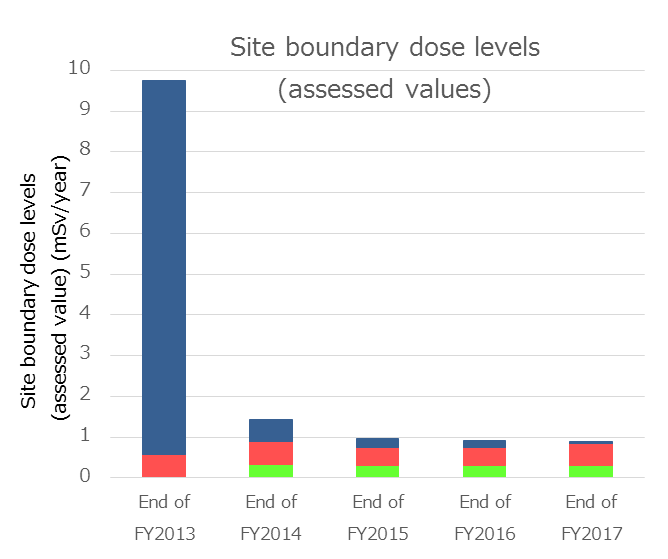 Site boundary dose levels
(assessed values)
Site boundary dose levels
(assessed value) (mSv/year)
10
9
8
7
6
5
4
3
2
1
0
End of
FY2013
End of
FY2014
End of
FY2015
End of
FY2016
End of
FY2017